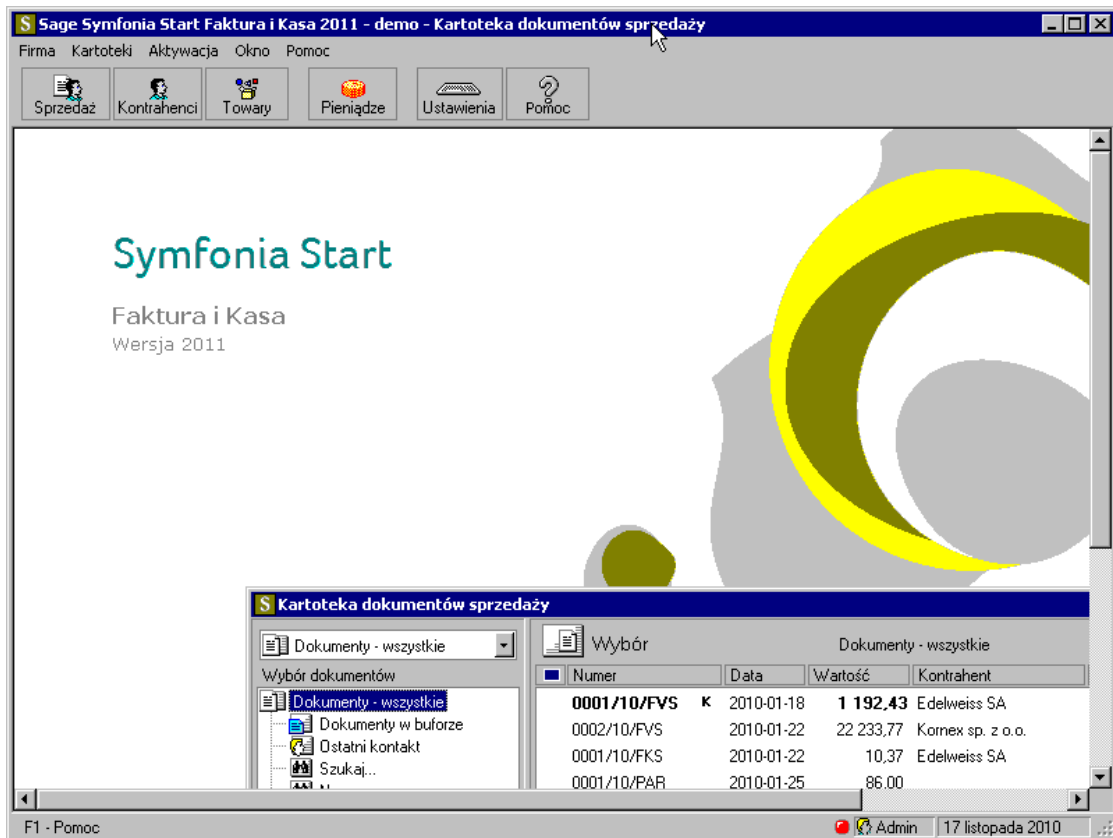 Sage Symfonia Start Faktura i Kasa 2011 - demo - Kartoteka dokumentów sprzedaży
Firma Kartoteki Aktywacja Okno Pomoc
Sprzedaż Kontrahenci Towary Pieniądze Ustawienia Pomoc
Symfonia Start
Faktura i Kasa
Wersja 2011
S Kartoteka dokumentów sprzedaży
Dokumenty - wszystkie Wybór Dokumenty - wszystkie
Wybór dokumentów Numer Data Wartość Kontrahent
Dokumenty - wszystkie 0001/10/FVS K 2010-01-18 1 192,43 Edelweiss SA
Dokumenty w buforze 0002/10/FVS 2010-01-22 22 233,77 Kornex sp. z o.o.
Ostatni kontakt 0001/10/FKS 2010-01-22 10,37 Edelweiss SA
Szukaj... 0001/10/PAR 2010-01-25 86,00
F1 - Pomoc Admin 17 listopada 2010